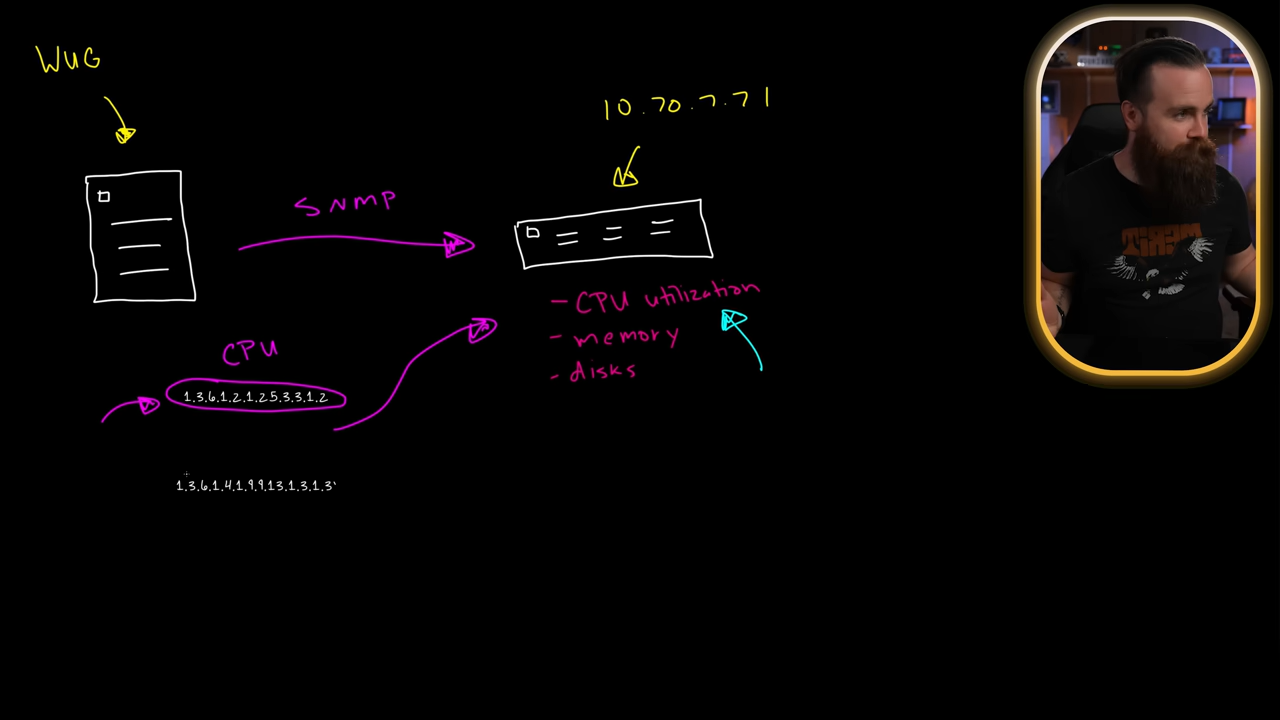 WUG
10.70.7.71
SNMP
- CPU utilization
- memory
- disks
CPU
1.3.6.1.2.1.25.3.3.1.2
1.3.6.1.4.1.9.9.13.1.3.1.3